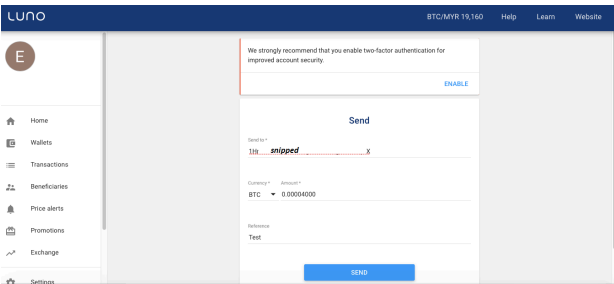 LUNO
BTC/MYR 19,160 Help Learn Website
E
We strongly recommend that you enable two-factor authentication for
improved account security.
ENABLE
Home
Wallets
Transactions
Beneficiaries
Price alerts
Promotions
Exchange
Settings
Send
Send to *
snipped X
Currency * Amount *
BTC 0.00004000
Reference
Test
SEND